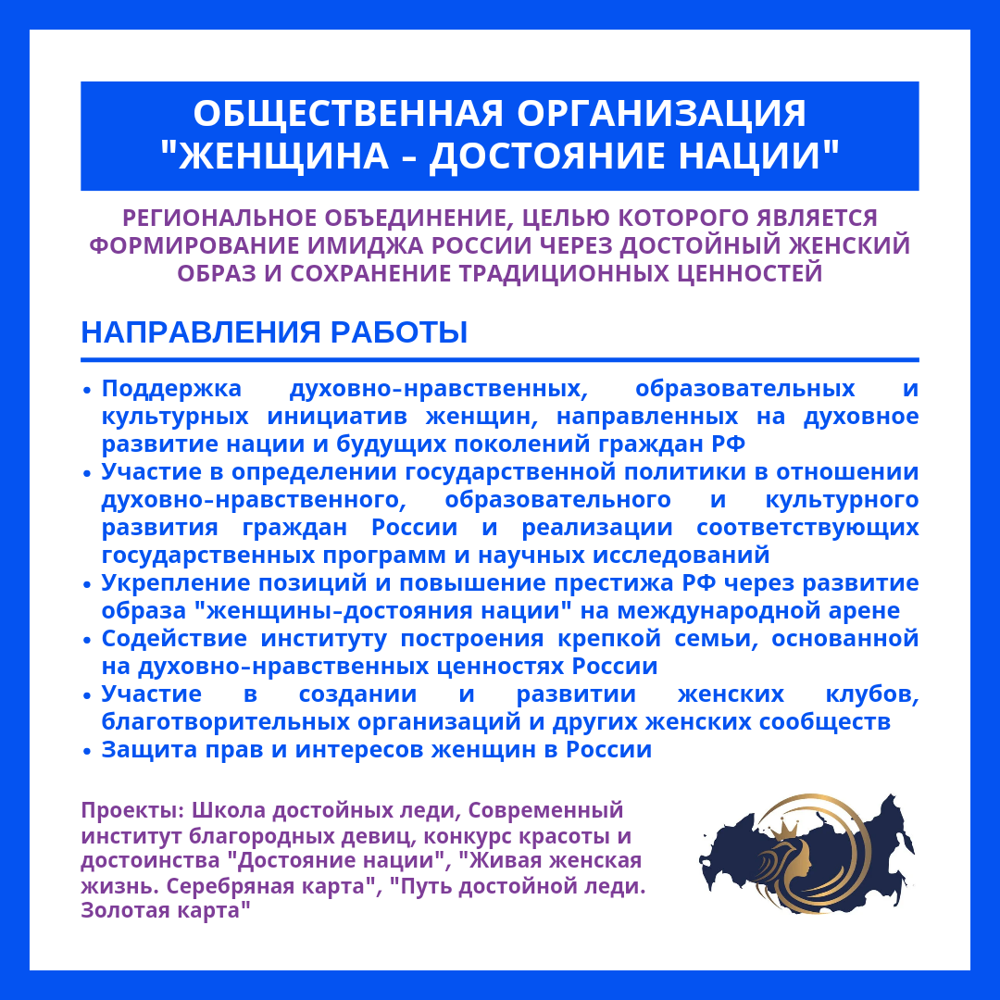 ОБЩЕСТВЕННАЯ ОРГАНИЗАЦИЯ
"ЖЕНЩИНА – ДОСТОЯНИЕ НАЦИИ"
РЕГИОНАЛЬНОЕ ОБЪЕДИНЕНИЕ, ЦЕЛЬЮ КОТОРОГО ЯВЛЯЕТСЯ
ФОРМИРОВАНИЕ ИМИДЖА РОССИИ ЧЕРЕЗ ДОСТОЙНЫЙ ЖЕНСКИЙ
ОБРАЗ И СОХРАНЕНИЕ ТРАДИЦИОННЫХ ЦЕННОСТЕЙ
НАПРАВЛЕНИЯ РАБОТЫ
• Поддержка духовно-нравственных, образовательных и
культурных инициатив женщин, направленных на духовное
развитие нации и будущих поколений граждан РФ
• Участие в определении государственной политики в отношении
духовно-нравственного, образовательного и культурного
развития граждан России и реализации соответствующих
государственных программ и научных исследований
• Укрепление позиций и повышение престижа РФ через развитие
образа "женщины-достояния нации" на международной арене
• Содействие институту построения крепкой семьи, основанной
на духовно-нравственных ценностях России
• Участие в создании и развитии женских клубов,
благотворительных организаций и других женских сообществ
• Защита прав и интересов женщин в России
Проекты: Школа достойных леди, Современный
институт благородных девиц, конкурс красоты и
достоинства "Достояние нации", "Живая женская
жизнь. Серебряная карта", "Путь достойной леди.
Золотая карта"